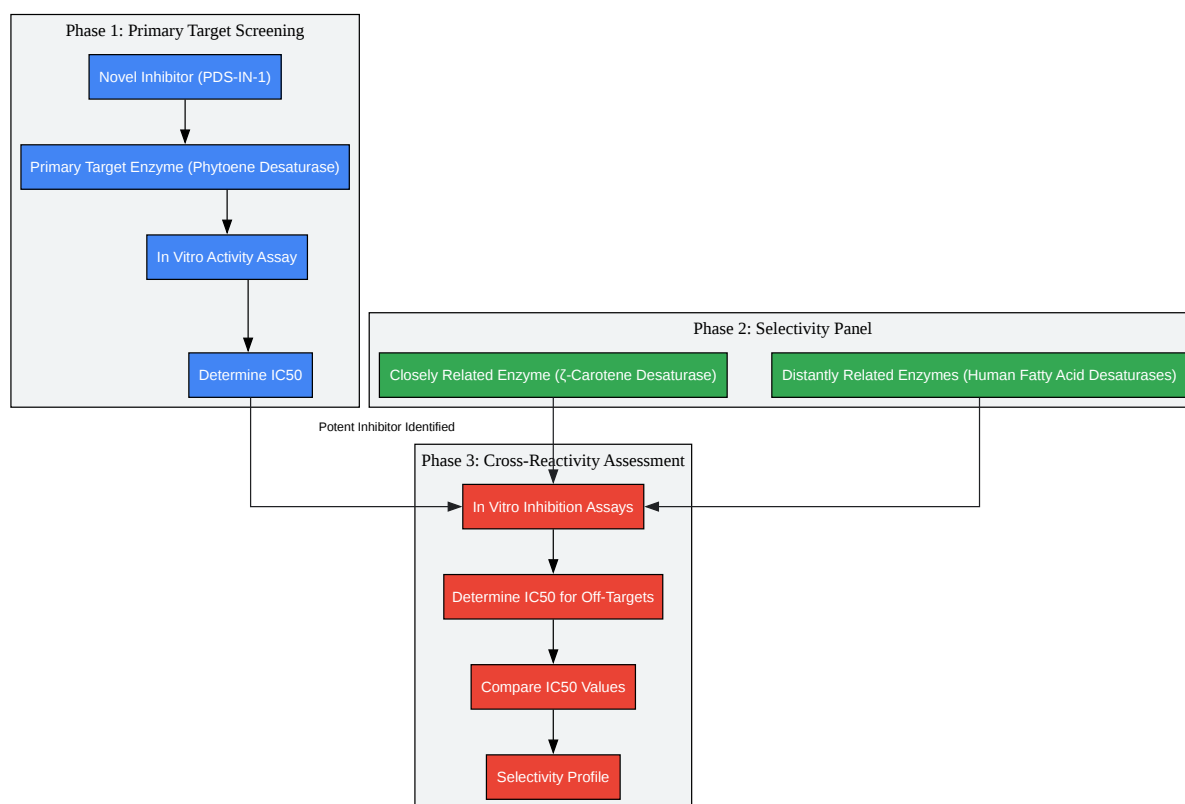 Phase 1: Primary Target Screening
Novel Inhibitor (PDS-IN-1)
Primary Target Enzyme (Phytoene Desaturase)
In Vitro Activity Assay
Determine IC50
Phase 2: Selectivity Panel
Closely Related Enzyme (ζ-Carotene Desaturase)
Distantly Related Enzymes (Human Fatty Acid Desaturases)
Potent Inhibitor Identified
Phase 3: Cross-Reactivity Assessment
In Vitro Inhibition Assays
Determine IC50 for Off-Targets
Compare IC50 Values
Selectivity Profile